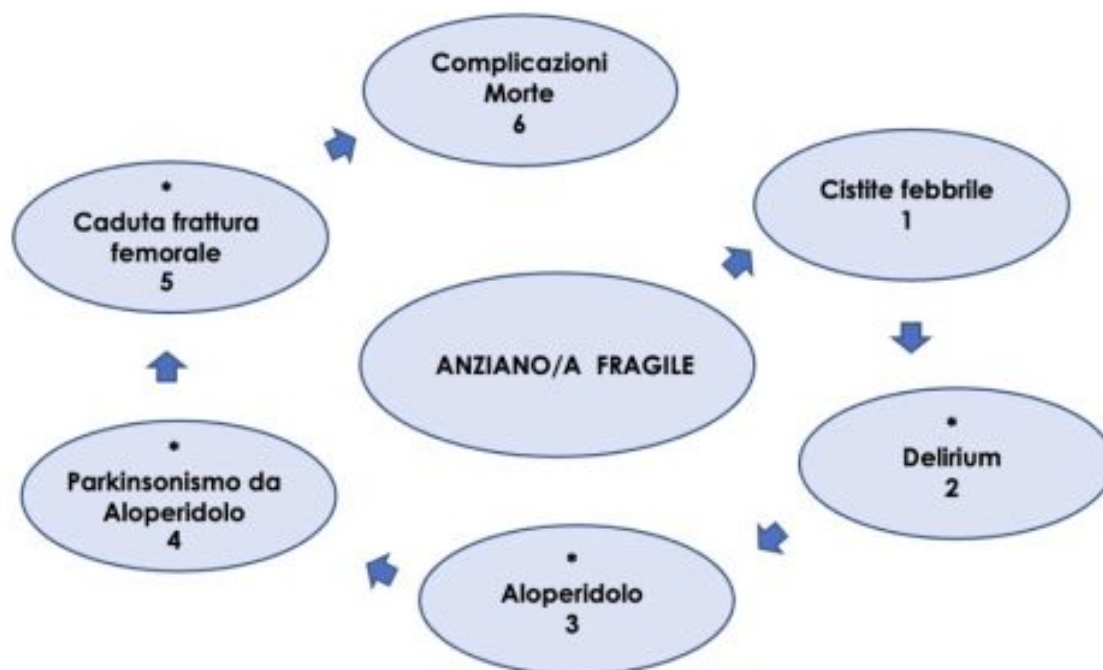 Complicazioni
Morte
6
Cistite febbrile
1
*
Caduta frattura
femorale
5
ANZIANO/A FRAGILE
*
Delirium
2
*
Parkinsonismo da
Aloperidolo
4
*
Aloperidolo
3